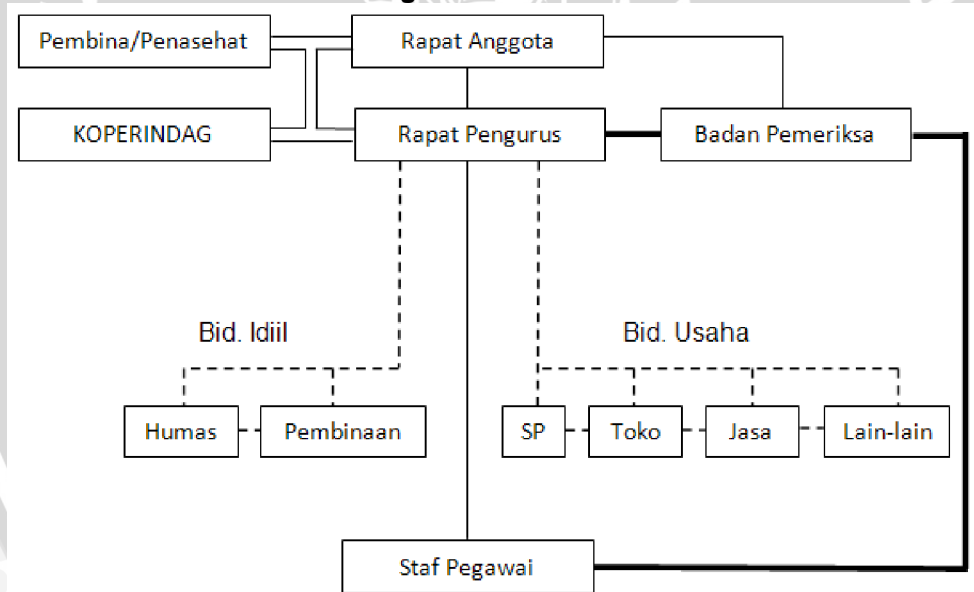 Pembina/Penasehat
Rapat Anggota
KOPERINDAG
Rapat Pengurus
Badan Pemeriksa
Bid. Idiil
Bid. Usaha
Humas
Pembinaan
SP
Toko
Jasa
Lain-lain
Staf Pegawai